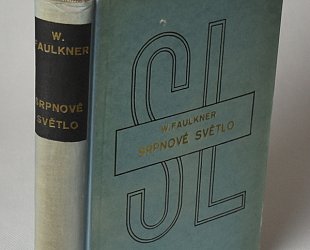 W.
FAULKNER
SRPNOVÉ
SVĚTLO
SL
W. FAULKNER
SRPNOVÉ SVĚTLO